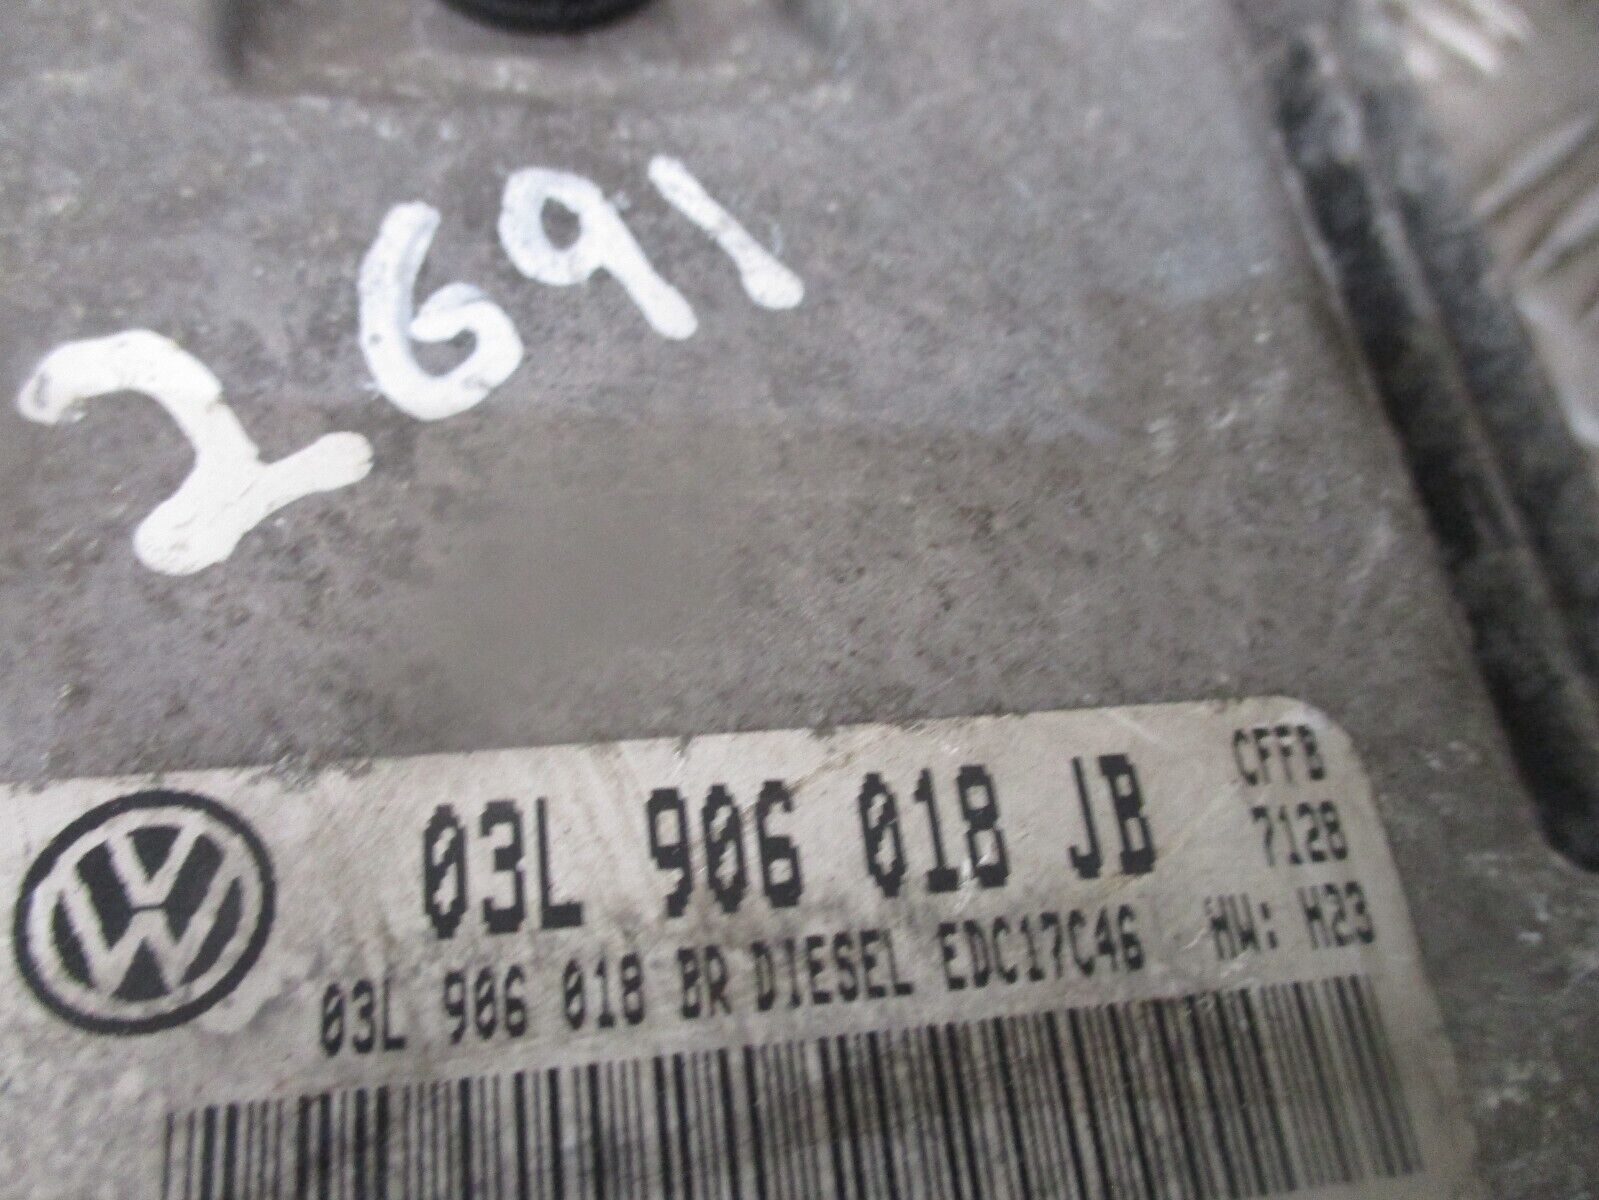 2691
03L 906 018 JB
CFFB
7128
03L 906 018 BR DIESEL EDC17C46
HW: H23